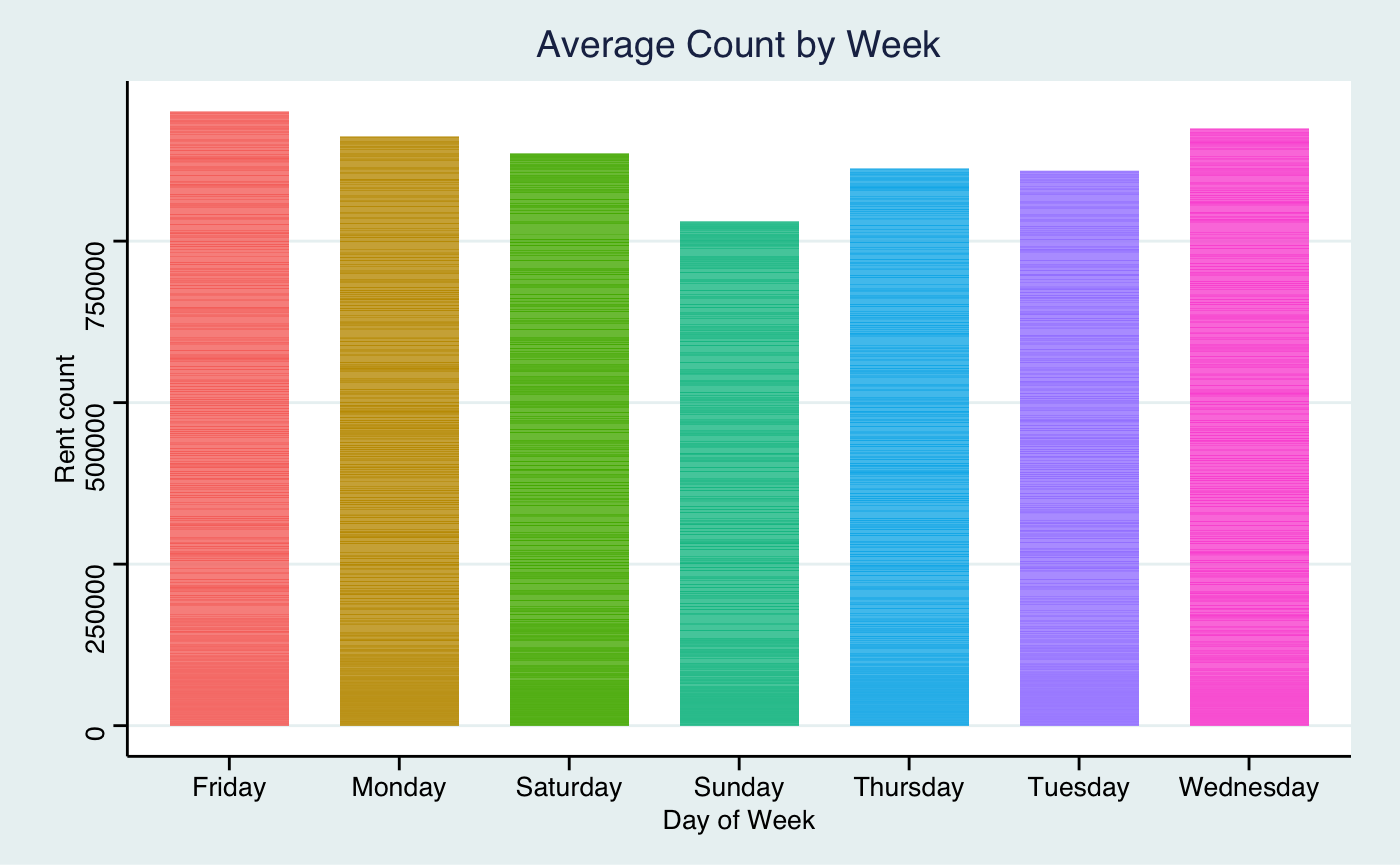 Average Count by Week
Rent count
750000
500000
250000
0
Friday Monday Saturday Sunday Thursday Tuesday Wednesday
Day of Week